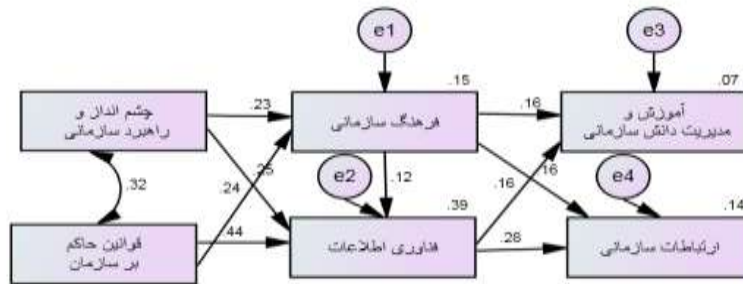 e1
e3
.15
.07
چشم انداز و
راهبرد سازمانی
.23
فرهنگ سازمانی
.16
آموزش و
مدیریت دانش سازمانی
.32
.24
.25
e2
.12
.16
.16
e4
.39
.14
قوانین حاکم
بر سازمان
.44
فناوری اطلاعات
.28
ارتباطات سازمانی